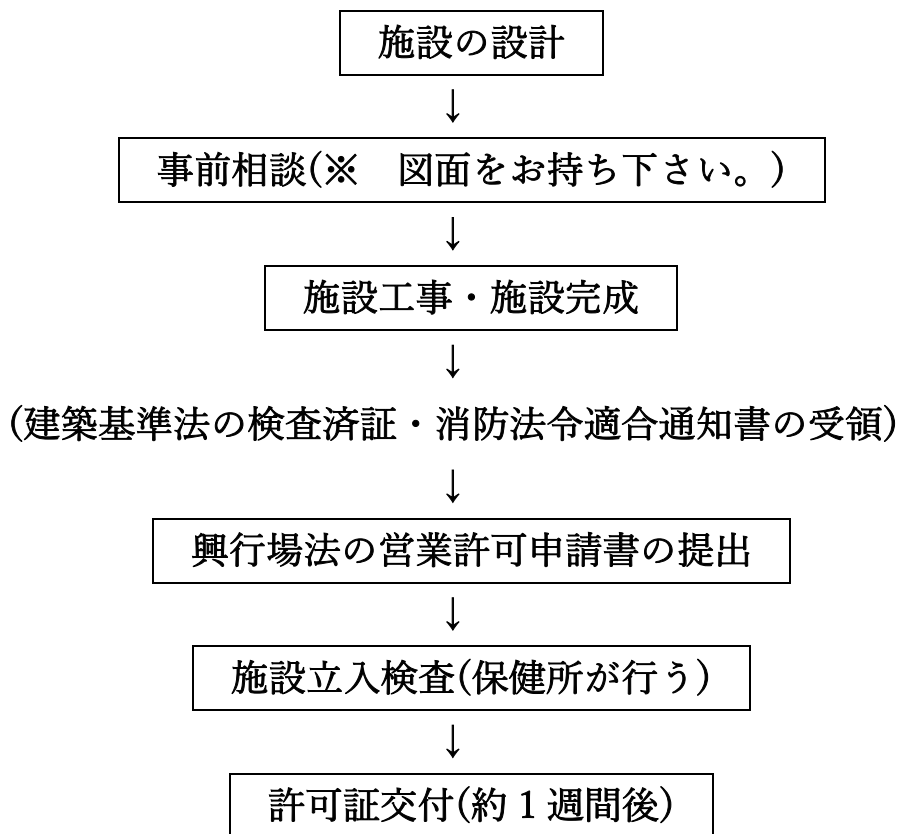 施設の設計
↓
事前相談(※　図面をお持ち下さい。)
↓
施設工事・施設完成
↓
(建築基準法の検査済証・消防法令適合通知書の受領)
↓
興行場法の営業許可申請書の提出
↓
施設立入検査(保健所が行う)
↓
許可証交付(約1週間後)